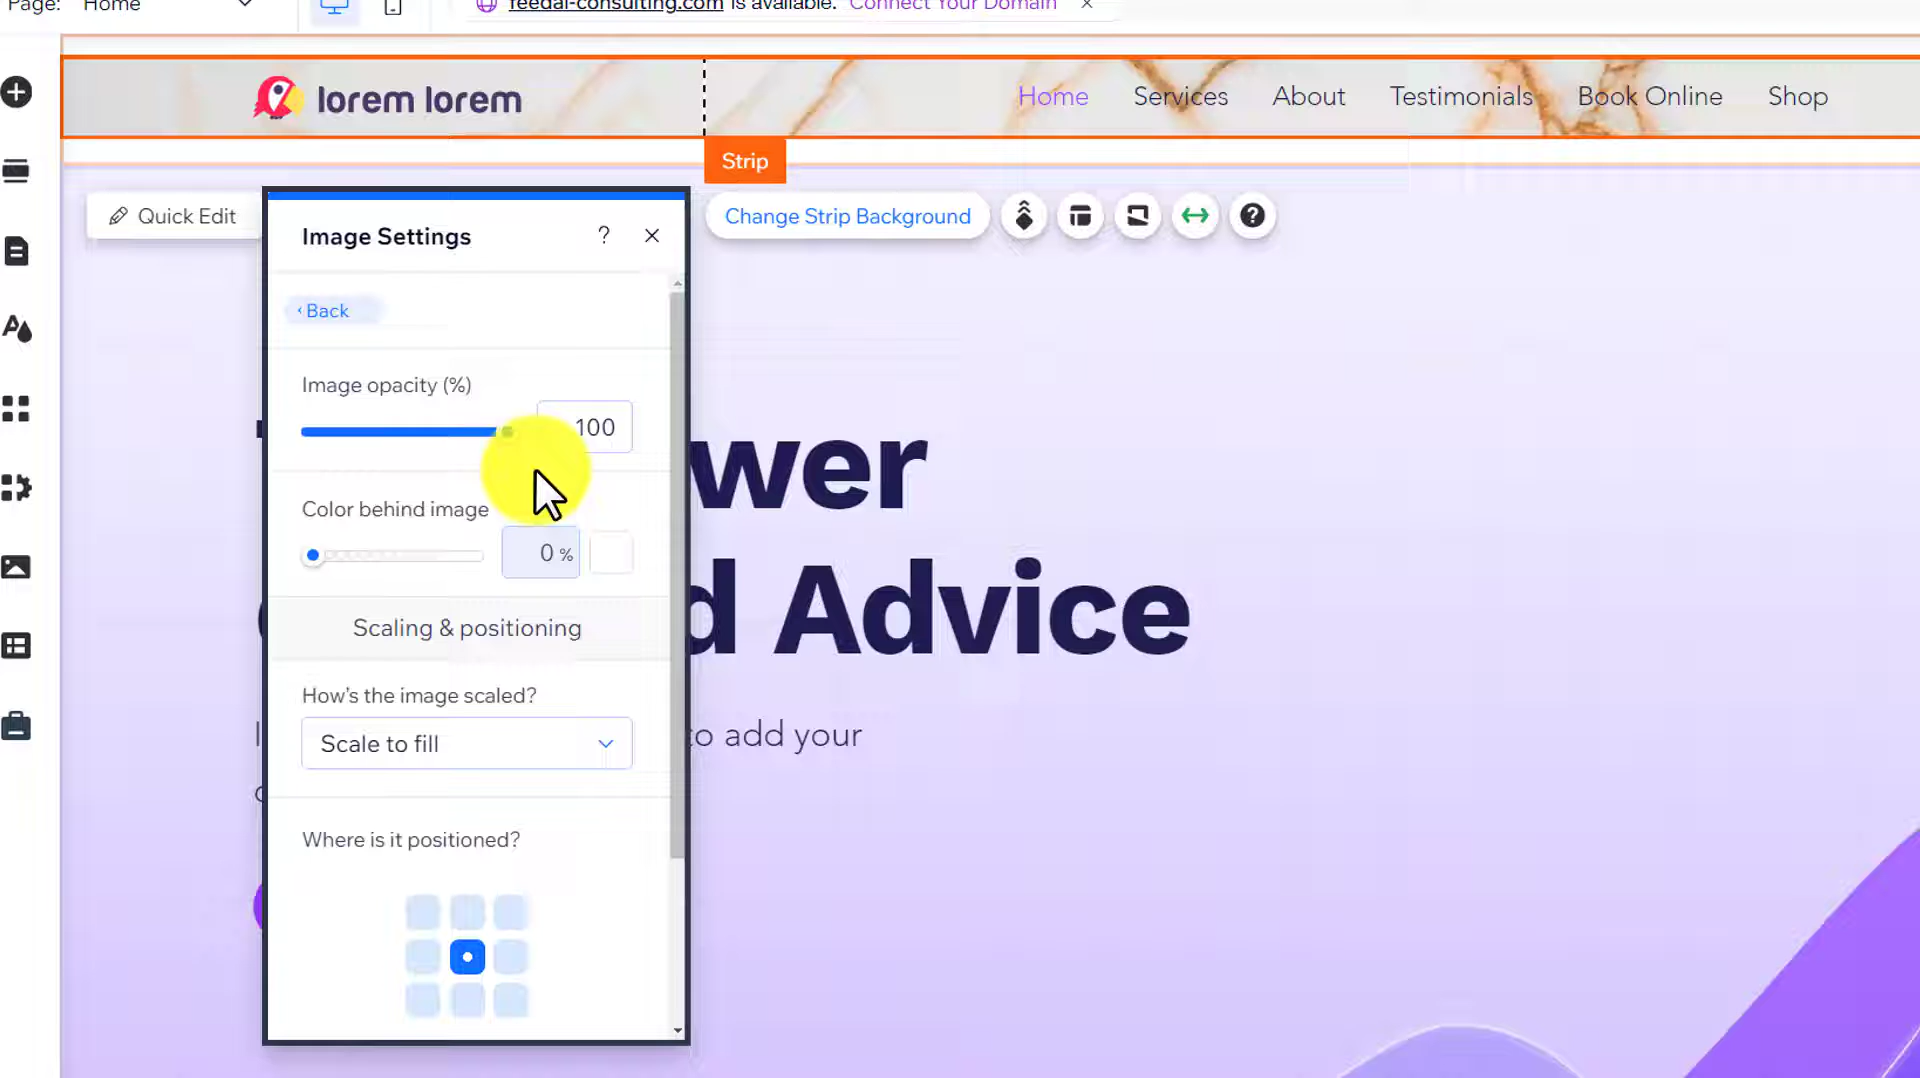 Page: Home
feedal-consulting.com is available. Connect Your Domain ×
lorem lorem
Home Services About Testimonials Book Online Shop
Strip
Quick Edit
Change Strip Background
Image Settings ? ×
‹ Back
Image opacity (%)
100
wer
Color behind image
0 %
d Advice
Scaling & positioning
How's the image scaled?
Scale to fill
to add your
Where is it positioned?